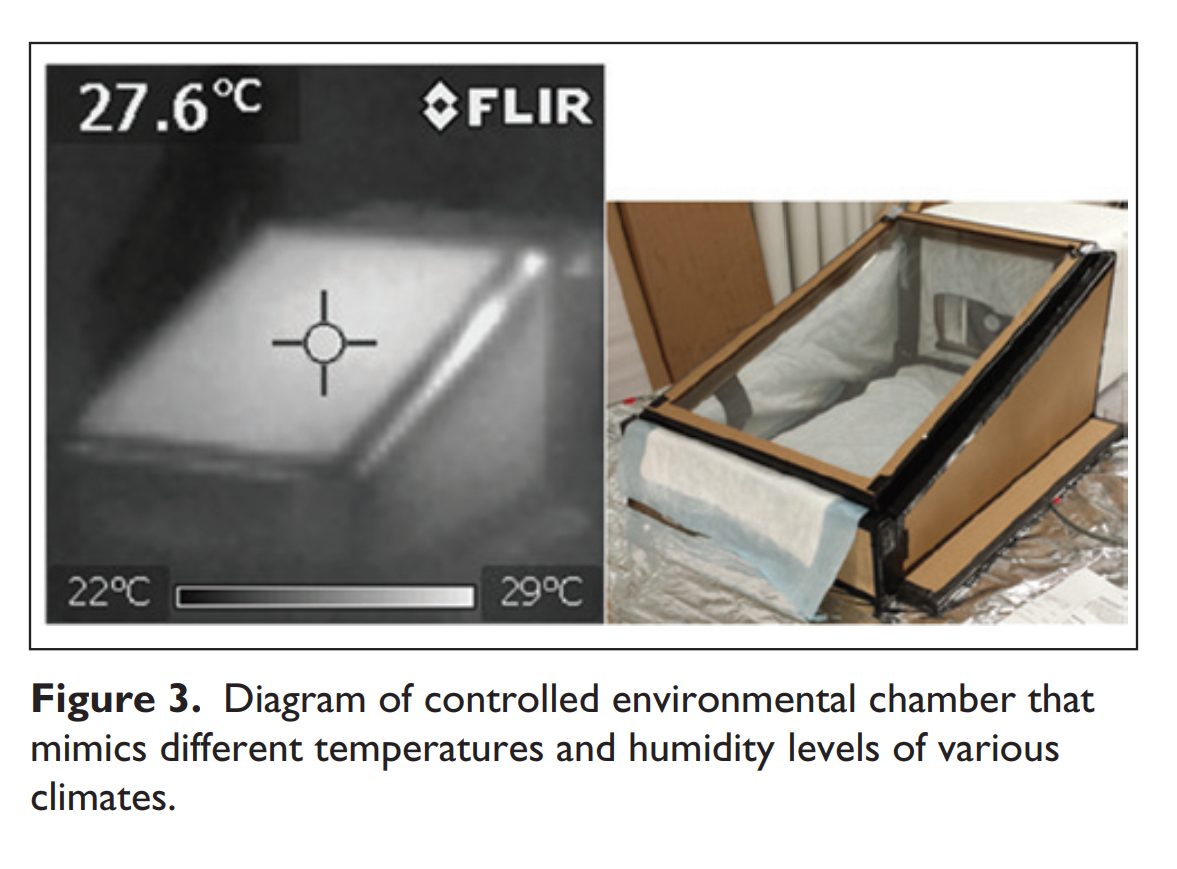 27.6°C
FLIR
22°C
29°C
Figure 3. Diagram of controlled environmental chamber that
mimics different temperatures and humidity levels of various
climates.